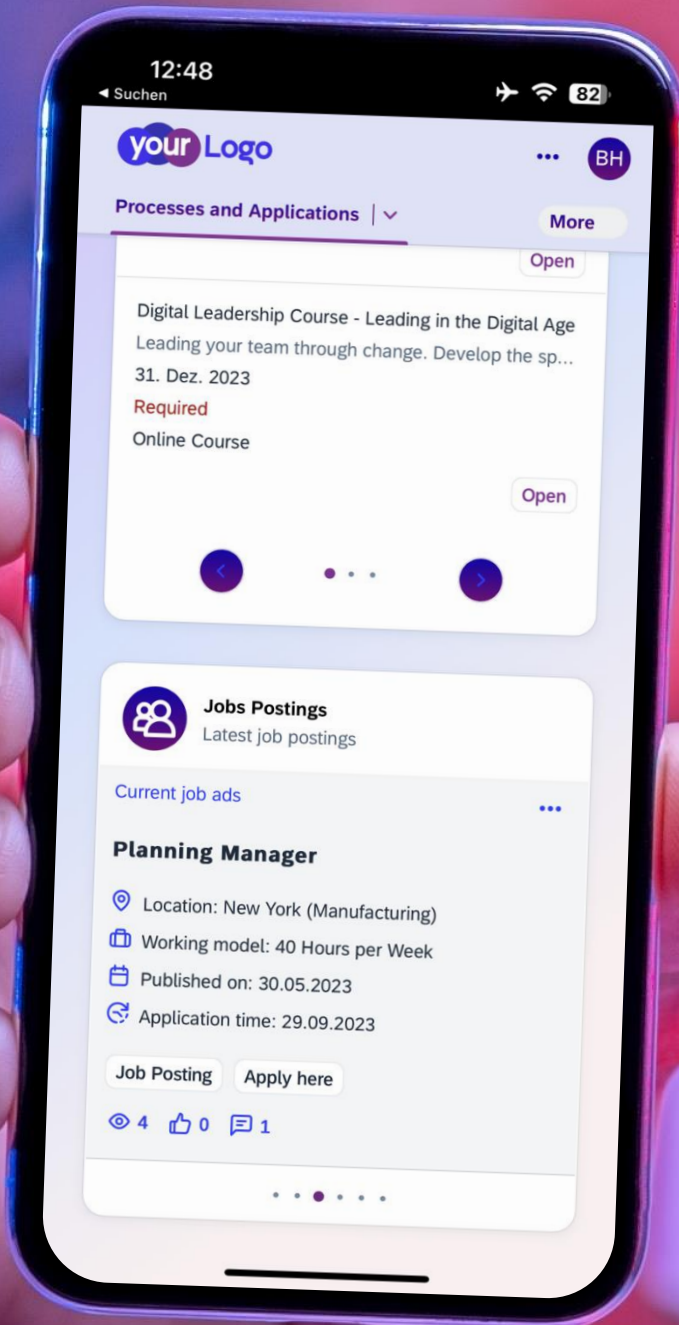 12:48
◀ Suchen
82
your Logo
BH
Processes and Applications
More
Open
Digital Leadership Course - Leading in the Digital Age
Leading your team through change. Develop the sp...
31. Dez. 2023
Required
Online Course
Open
Jobs Postings
Latest job postings
Current job ads
Planning Manager
Location: New York (Manufacturing)
Working model: 40 Hours per Week
Published on: 30.05.2023
Application time: 29.09.2023
Job Posting Apply here
4 0 1